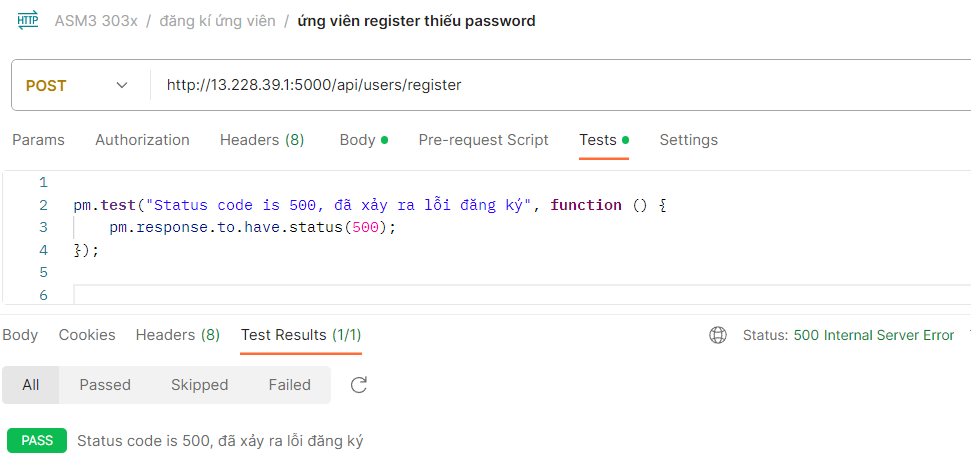 HTTP ASM3 303x / đăng kí ứng viên / ứng viên register thiếu password
POST http://13.228.39.1:5000/api/users/register
Params Authorization Headers (8) Body Pre-request Script Tests Settings
1
2 pm.test("Status code is 500, đã xảy ra lỗi đăng ký", function () {
3 pm.response.to.have.status(500);
4 });
5
6
Body Cookies Headers (8) Test Results (1/1) Status: 500 Internal Server Error
All Passed Skipped Failed
PASS Status code is 500, đã xảy ra lỗi đăng ký